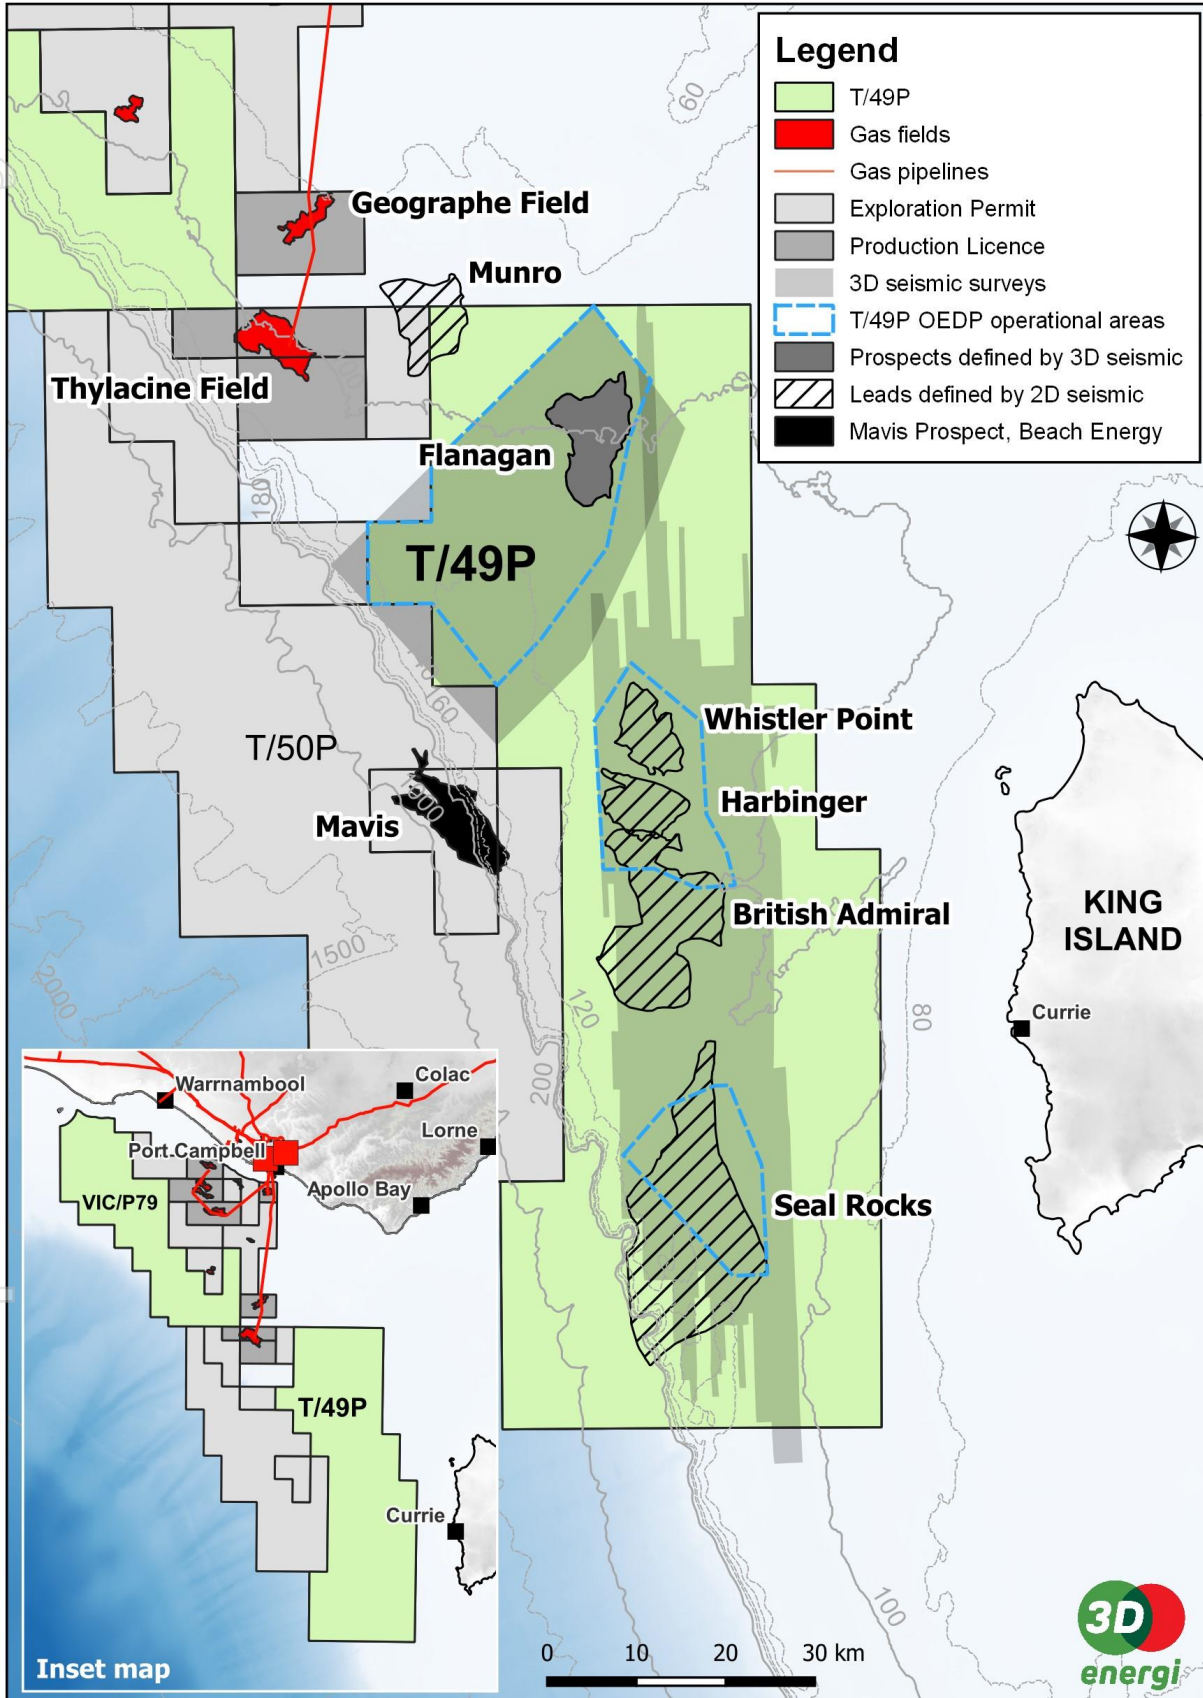 Legend
T/49P
Gas fields
Gas pipelines
Exploration Permit
Production Licence
3D seismic surveys
T/49P OEDP operational areas
Prospects defined by 3D seismic
Leads defined by 2D seismic
Mavis Prospect, Beach Energy
60
Geographe Field
Munro
Thylacine Field
Flanagan
180
T/49P
160
Whistler Point
T/50P
Harbinger
Mavis
British Admiral
KING
ISLAND
1500
2000
120
80
Currie
200
Seal Rocks
100
Warrnambool
Colac
Lorne
Port Campbell
Apollo Bay
VIC/P79
T/49P
Currie
Inset map
0 10 20 30 km
3D
energi